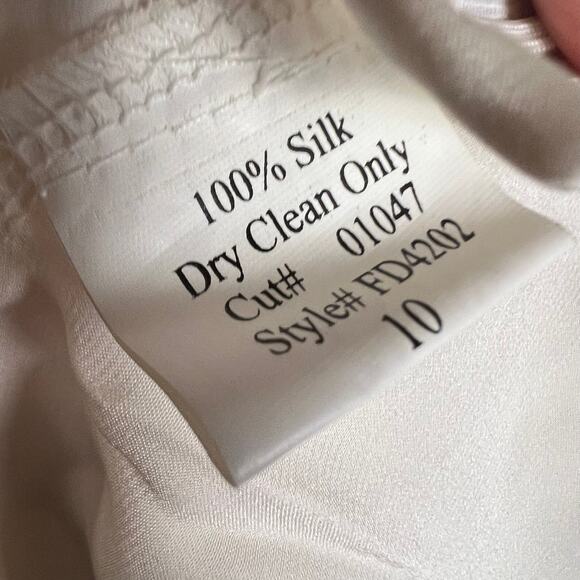 100% Silk
Dry Clean Only
Cut# 01047
Style# FD4202
10